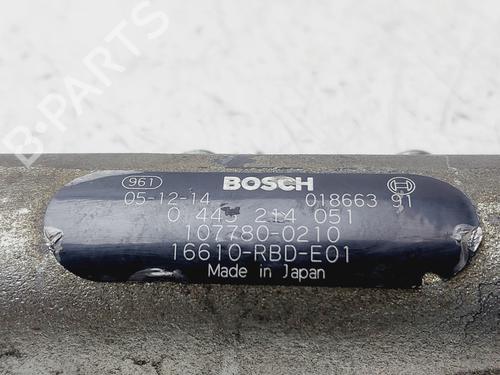 961 BOSCH
05-12-14 018663 91
0 44 214 051
107780-0210
16610-RBD-E01
Made in Japan
B-PARTS